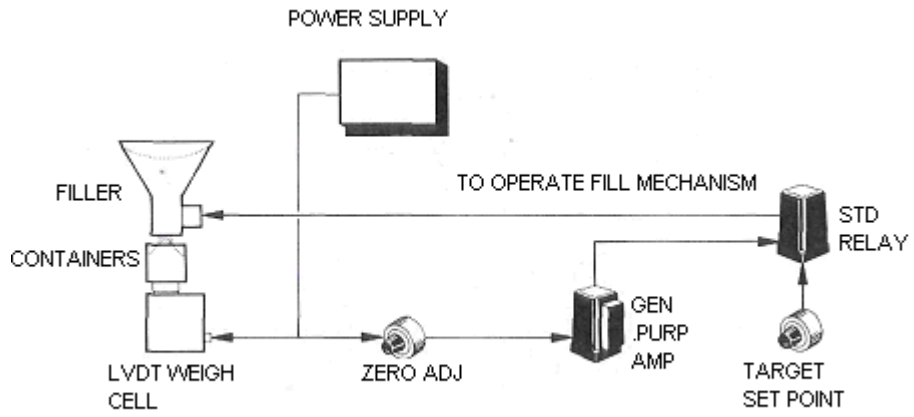 POWER SUPPLY
FILLER
TO OPERATE FILL MECHANISM
STD
RELAY
CONTAINERS
GEN
.PURP
AMP
LVDT WEIGH
CELL
ZERO ADJ
TARGET
SET POINT